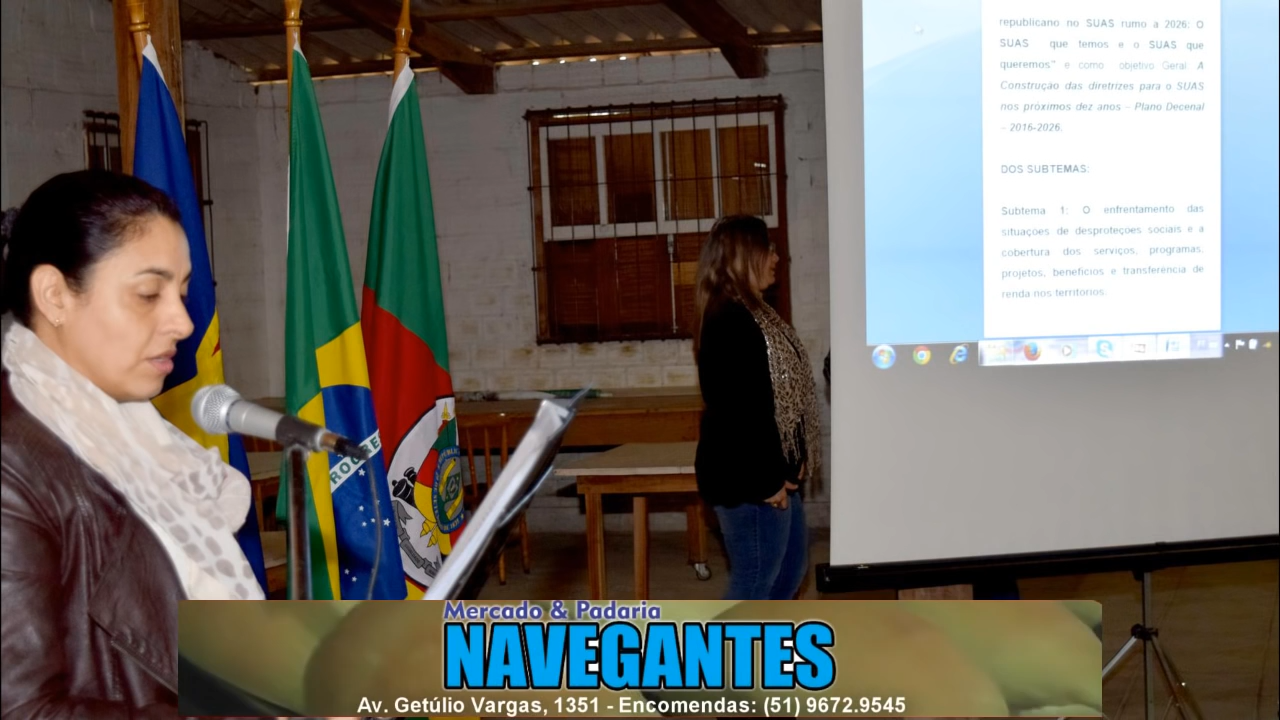 republicano no SUAS rumo a 2026: O
SUAS que temos e o SUAS que
queremos" e como objetivo Geral: A
Construção das diretrizes para o SUAS
nos próximos dez anos – Plano Decenal
– 2016-2026.
DOS SUBTEMAS:
Subtema 1: O enfrentamento das
situações de desproteções sociais e a
cobertura dos serviços, programas,
projetos, benefícios e transferência de
renda nos territórios.
ROGRE
Mercado & Padaria
NAVEGANTES
Av. Getúlio Vargas, 1351 - Encomendas: (51) 9672.9545